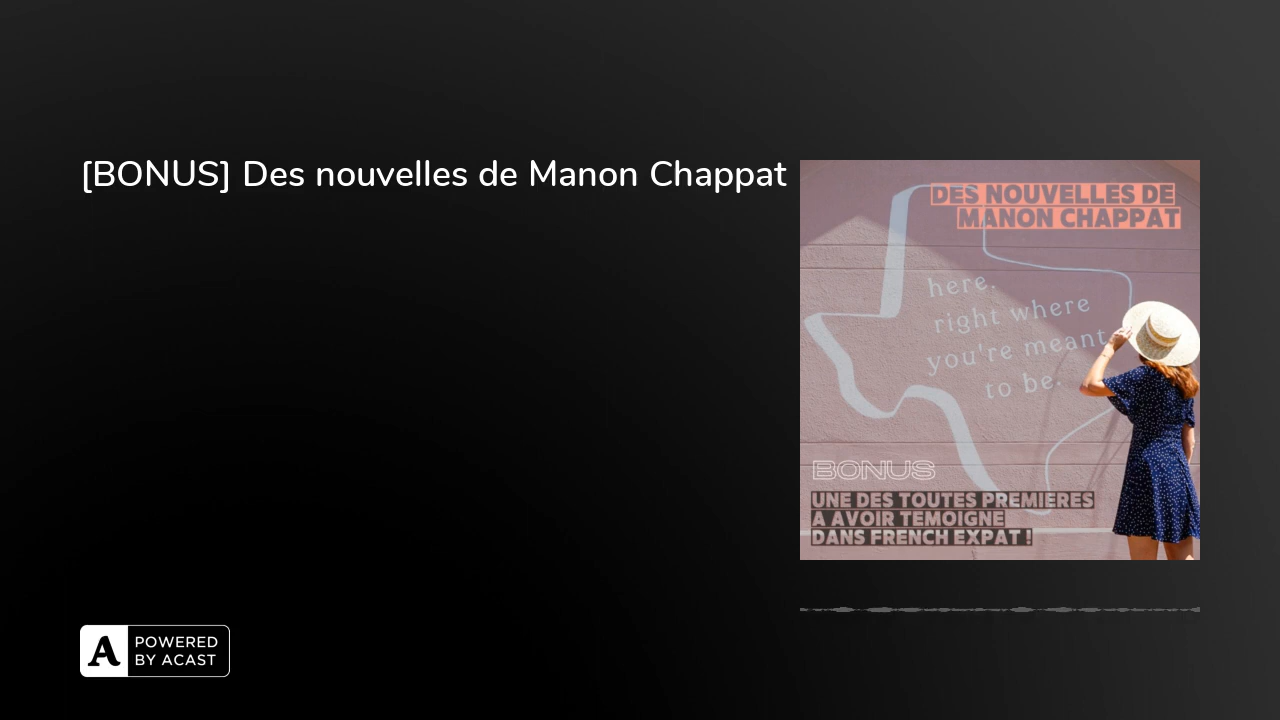 [BONUS] Des nouvelles de Manon Chappat
DES NOUVELLES DE
MANON CHAPPAT
here.
right where
you're meant
to be.
BONUS
UNE DES TOUTES PREMIERES
A AVOIR TEMOIGNE
DANS FRENCH EXPAT !
A POWERED
BY ACAST